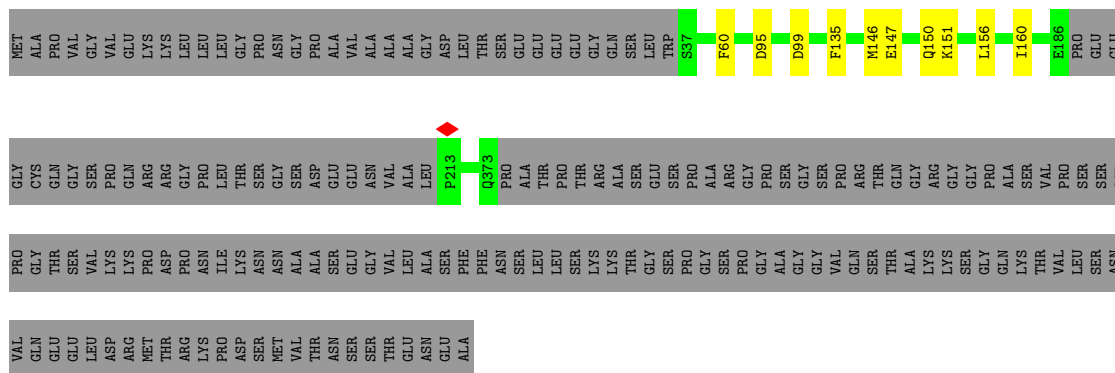 MET ALA PRO VAL GLY VAL GLU LYS LYS LEU LEU LEU GLY PRO ASN GLY PRO ALA VAL ALA ALA ALA GLY ASP LEU THR SER GLU GLU GLU GLU GLY GLN SER LEU TRP S37 F60 D95 D99 F135 M146 E147 Q150 K151 L156 I160 E186 PRO GLU GLU
GLY CYS GLN GLY SER PRO GLN ARG ARG GLY PRO LEU THR SER GLY SER ASP GLU GLU ASN VAL ALA LEU P213 Q373 PRO ALA THR PRO THR ARG ALA SER GLU SER PRO ALA ARG GLY PRO SER GLY SER PRO ARG THR GLN GLY ARG GLY GLY PRO ALA SER VAL PRO SER SER
PRO GLY THR SER VAL LYS LYS PRO ASP PRO ASN ILE LYS ASN ASN ALA ALA SER GLU GLY VAL LEU ALA SER PHE PHE ASN SER LEU LEU SER LYS LYS THR GLY SER PRO GLY SER PRO GLY ALA GLY GLY VAL GLN SER THR ALA LYS LYS SER GLY GLN LYS THR VAL LEU SER ASN
VAL GLN GLU GLU LEU ASP ARG MET THR ARG LYS PRO ASP SER MET VAL THR ASN SER SER THR GLU ASN GLU ALA